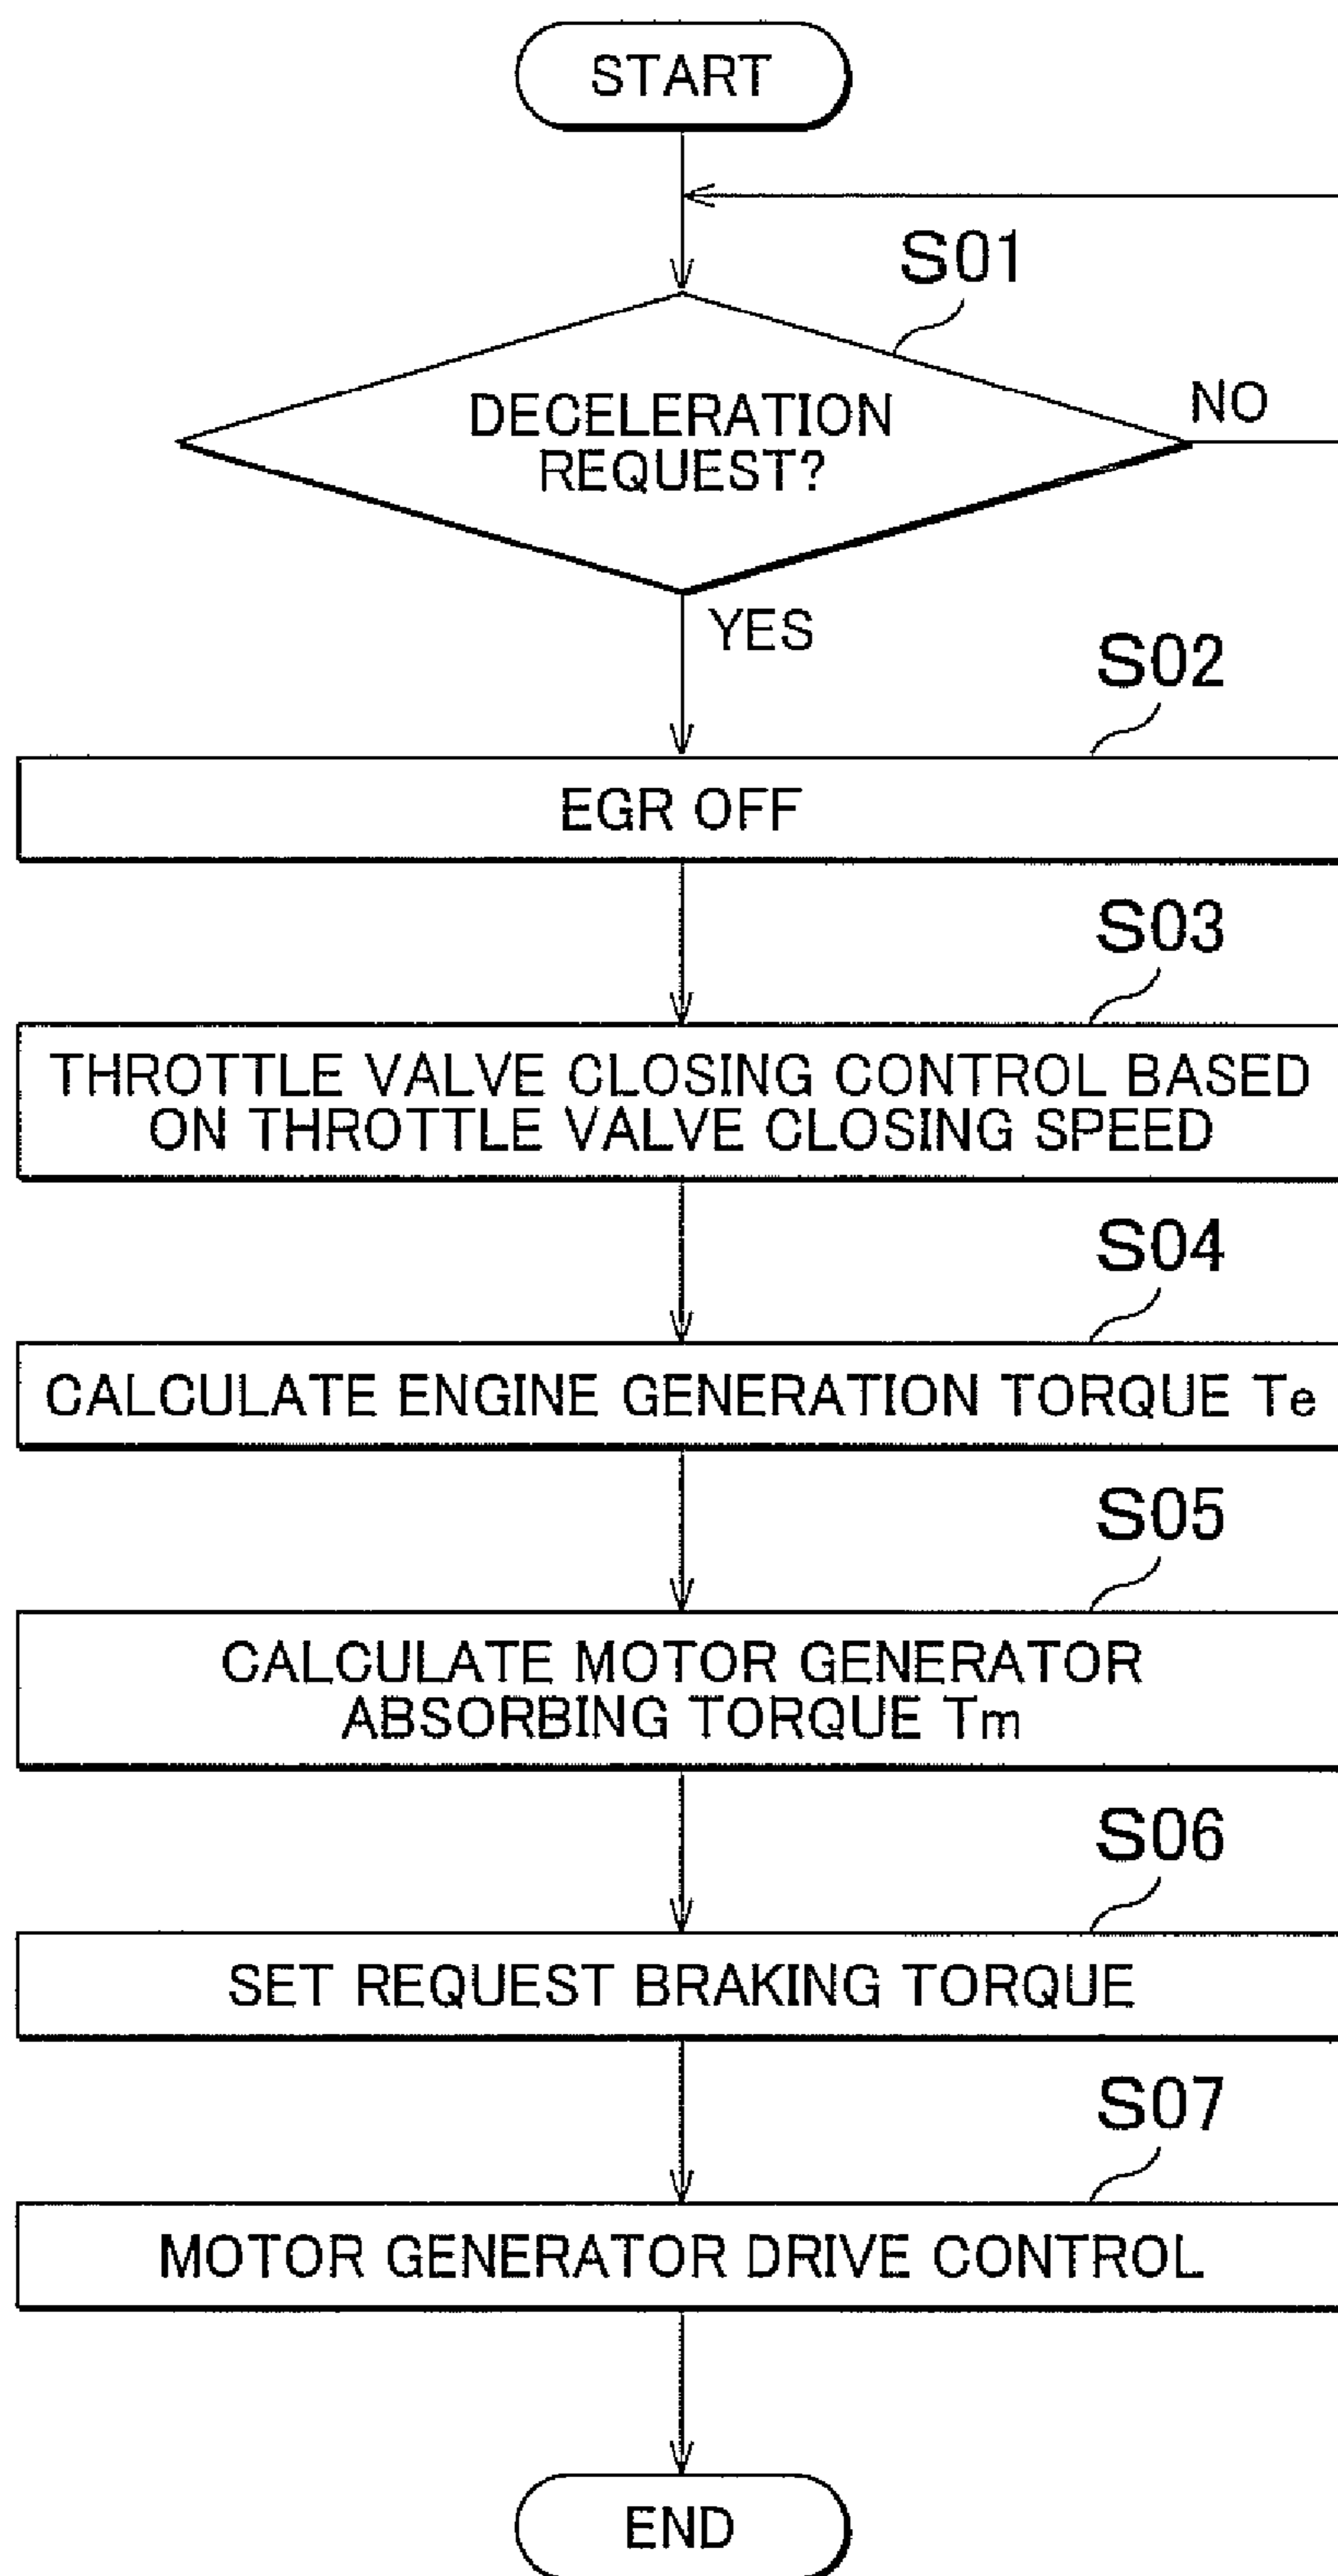 START
S01
DECELERATION
REQUEST?
NO
YES
S02
EGR OFF
S03
THROTTLE VALVE CLOSING CONTROL BASED
ON THROTTLE VALVE CLOSING SPEED
S04
CALCULATE ENGINE GENERATION TORQUE Te
S05
CALCULATE MOTOR GENERATOR
ABSORBING TORQUE Tm
S06
SET REQUEST BRAKING TORQUE
S07
MOTOR GENERATOR DRIVE CONTROL
END